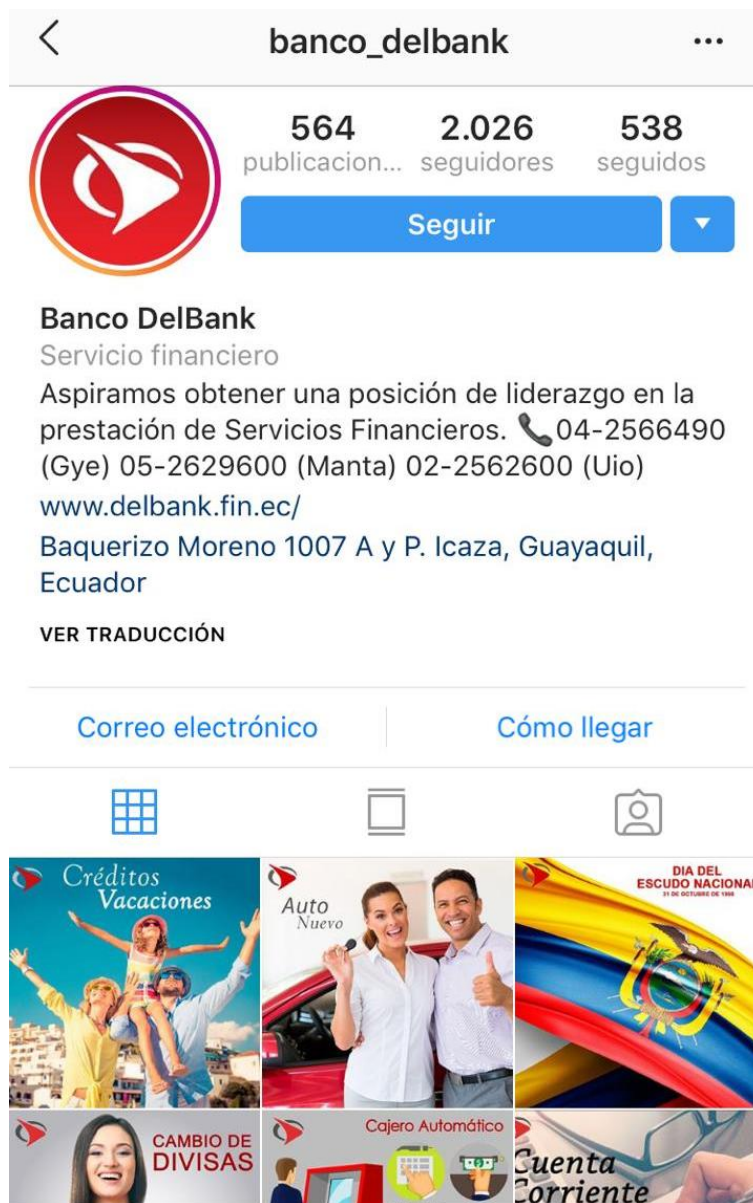 banco_delbank
564 2.026 538
publicacion... seguidores seguidos
Seguir
Banco DelBank
Servicio financiero
Aspiramos obtener una posición de liderazgo en la
prestación de Servicios Financieros. 📞04-2566490
(Gye) 05-2629600 (Manta) 02-2562600 (Uio)
www.delbank.fin.ec/
Baquerizo Moreno 1007 A y P. Icaza, Guayaquil,
Ecuador
VER TRADUCCIÓN
Correo electrónico Cómo llegar
Créditos
Vacaciones
Auto
Nuevo
DIA DEL
ESCUDO NACIONAL
CAMBIO DE
DIVISAS
Cajero Automático
Cuenta
Corriente